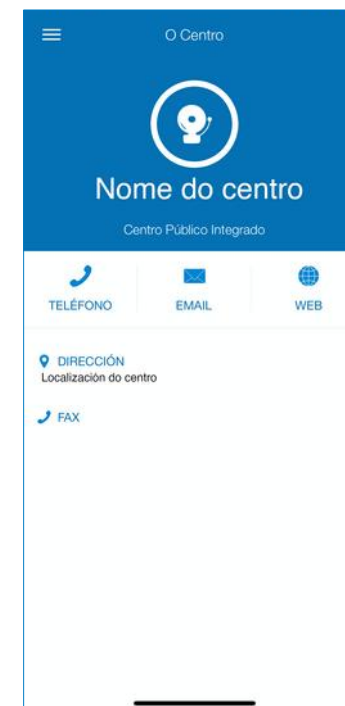 O Centro
Nome do centro
Centro Público Integrado
TELÉFONO EMAIL WEB
DIRECCIÓN
Localización do centro
FAX